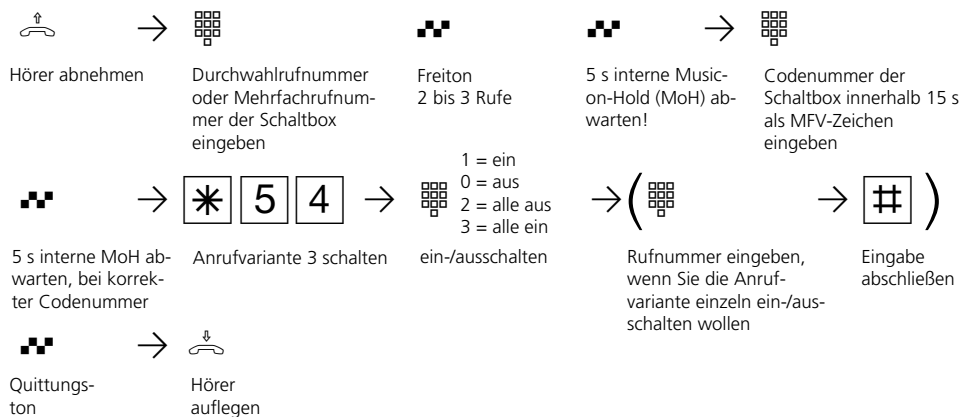 Hörer abnehmen
Durchwahlrufnummer
oder Mehrfachrufnum-
mer der Schaltbox
eingeben
Freiton
2 bis 3 Rufe
5 s interne Music-
on-Hold (MoH) ab-
warten!
Codenummer der
Schaltbox innerhalb 15 s
als MFV-Zeichen
eingeben
* 5 4
1 = ein
0 = aus
2 = alle aus
3 = alle ein
( # )
5 s interne MoH ab-
warten, bei korrek-
ter Codenummer
Anrufvariante 3 schalten
ein-/ausschalten
Rufnummer eingeben,
wenn Sie die Anruf-
variante einzeln ein-/aus-
schalten wollen
Eingabe
abschließen
Quittungs-
ton
Hörer
auflegen